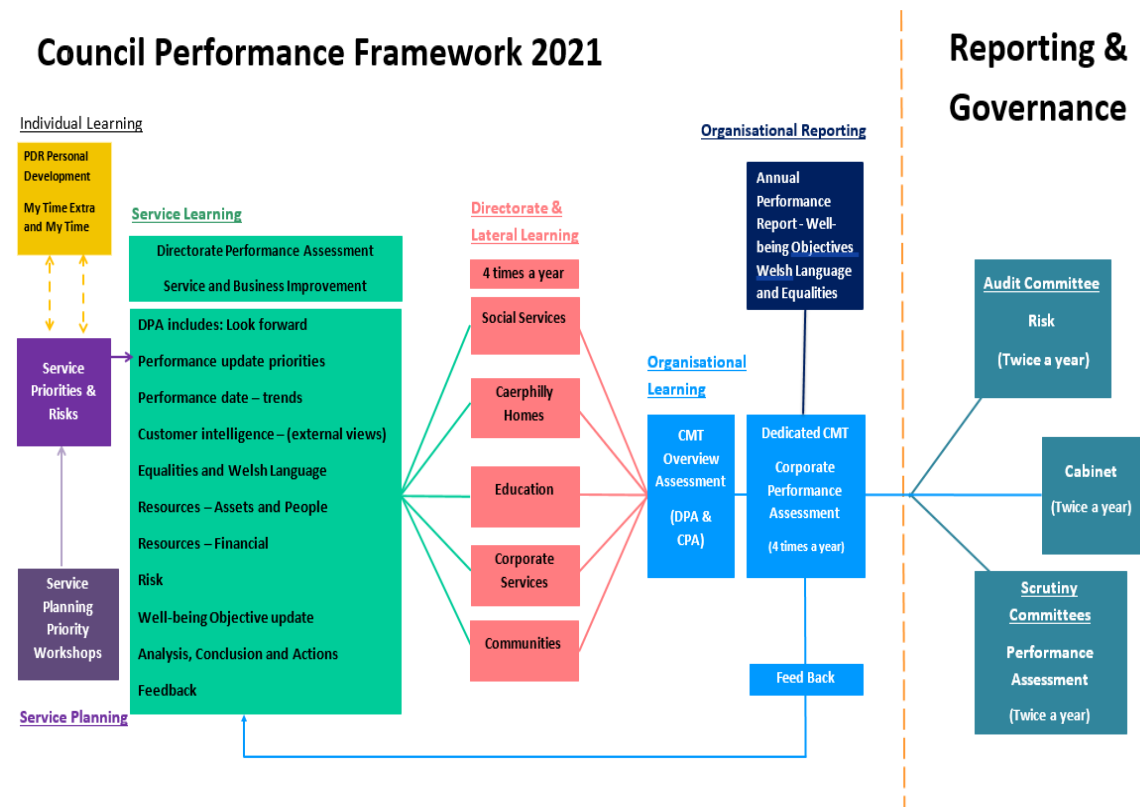 Council Performance Framework 2021
Reporting &
Governance
Individual Learning
PDR Personal
Development
My Time Extra
and My Time
Service
Priorities &
Risks
Service
Planning
Priority
Workshops
Service Planning
Service Learning
Directorate Performance Assessment
Service and Business Improvement
DPA includes: Look forward
Performance update priorities
Performance date – trends
Customer intelligence – (external views)
Equalities and Welsh Language
Resources – Assets and People
Resources – Financial
Risk
Well-being Objective update
Analysis, Conclusion and Actions
Feedback
Directorate &
Lateral Learning
4 times a year
Social Services
Caerphilly
Homes
Education
Corporate
Services
Communities
Organisational
Learning
CMT
Overview
Assessment
(DPA &
CPA)
Organisational Reporting
Annual
Performance
Report - Well-
being Objectives
Welsh Language
and Equalities
Dedicated CMT
Corporate
Performance
Assessment
(4 times a year)
Feed Back
Audit Committee
Risk
(Twice a year)
Cabinet
(Twice a year)
Scrutiny
Committees
Performance
Assessment
(Twice a year)